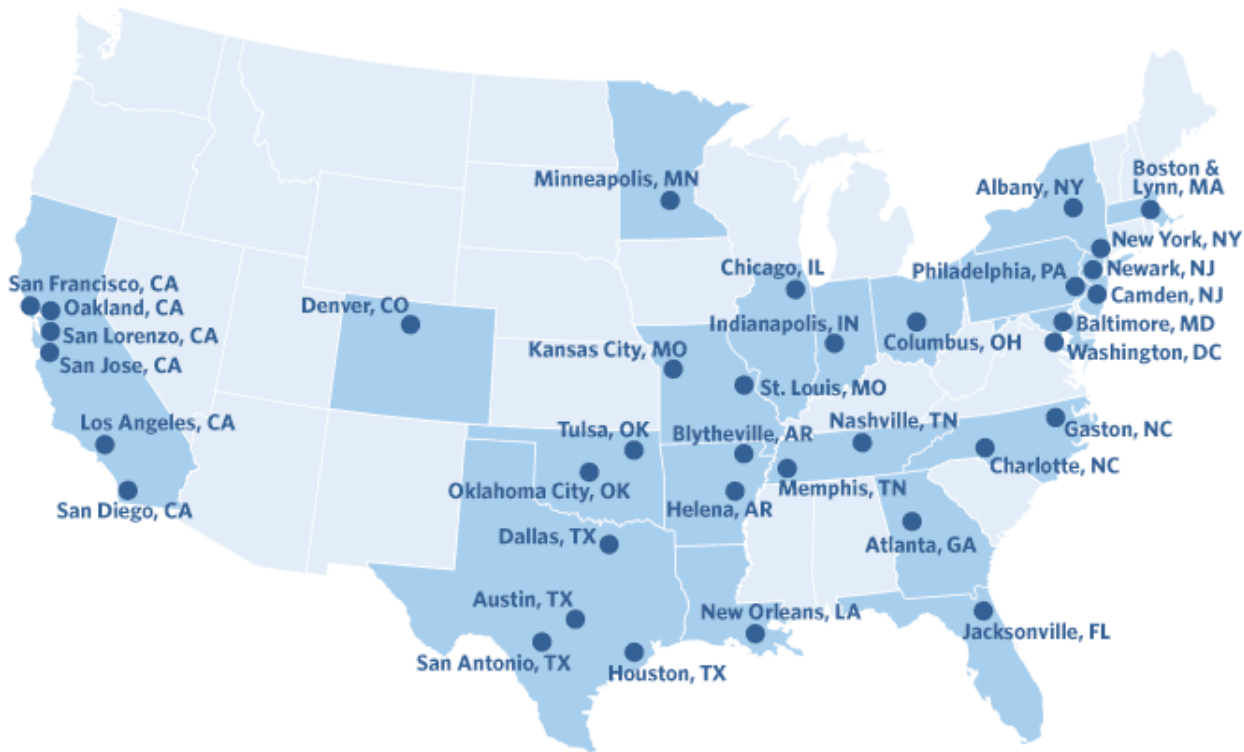 Minneapolis, MN
Boston &
Lynn, MA
Albany, NY
New York, NY
San Francisco, CA
Chicago, IL
Philadelphia, PA
Newark, NJ
Oakland, CA
Denver, CO
Camden, NJ
San Lorenzo, CA
Indianapolis, IN
Baltimore, MD
San Jose, CA
Kansas City, MO
Columbus, OH
Washington, DC
St. Louis, MO
Los Angeles, CA
Nashville, TN
Tulsa, OK
Blytheville, AR
Gaston, NC
Charlotte, NC
Oklahoma City, OK
Memphis, TN
San Diego, CA
Helena, AR
Dallas, TX
Atlanta, GA
Austin, TX
New Orleans, LA
Jacksonville, FL
San Antonio, TX
Houston, TX